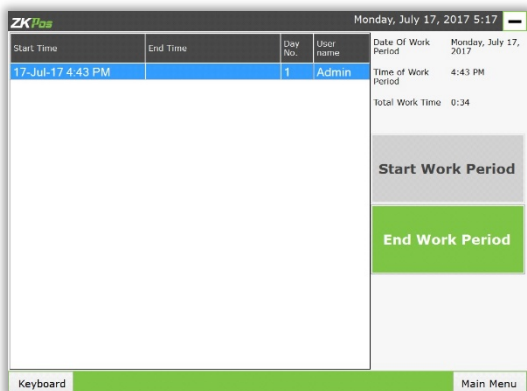 ZKPos
Monday, July 17, 2017 5:17
Start Time End Time Day No. User name
17-Jul-17 4:43 PM 1 Admin
Date Of Work Period Monday, July 17, 2017
Time of Work Period 4:43 PM
Total Work Time 0:34
Start Work Period
End Work Period
Keyboard
Main Menu